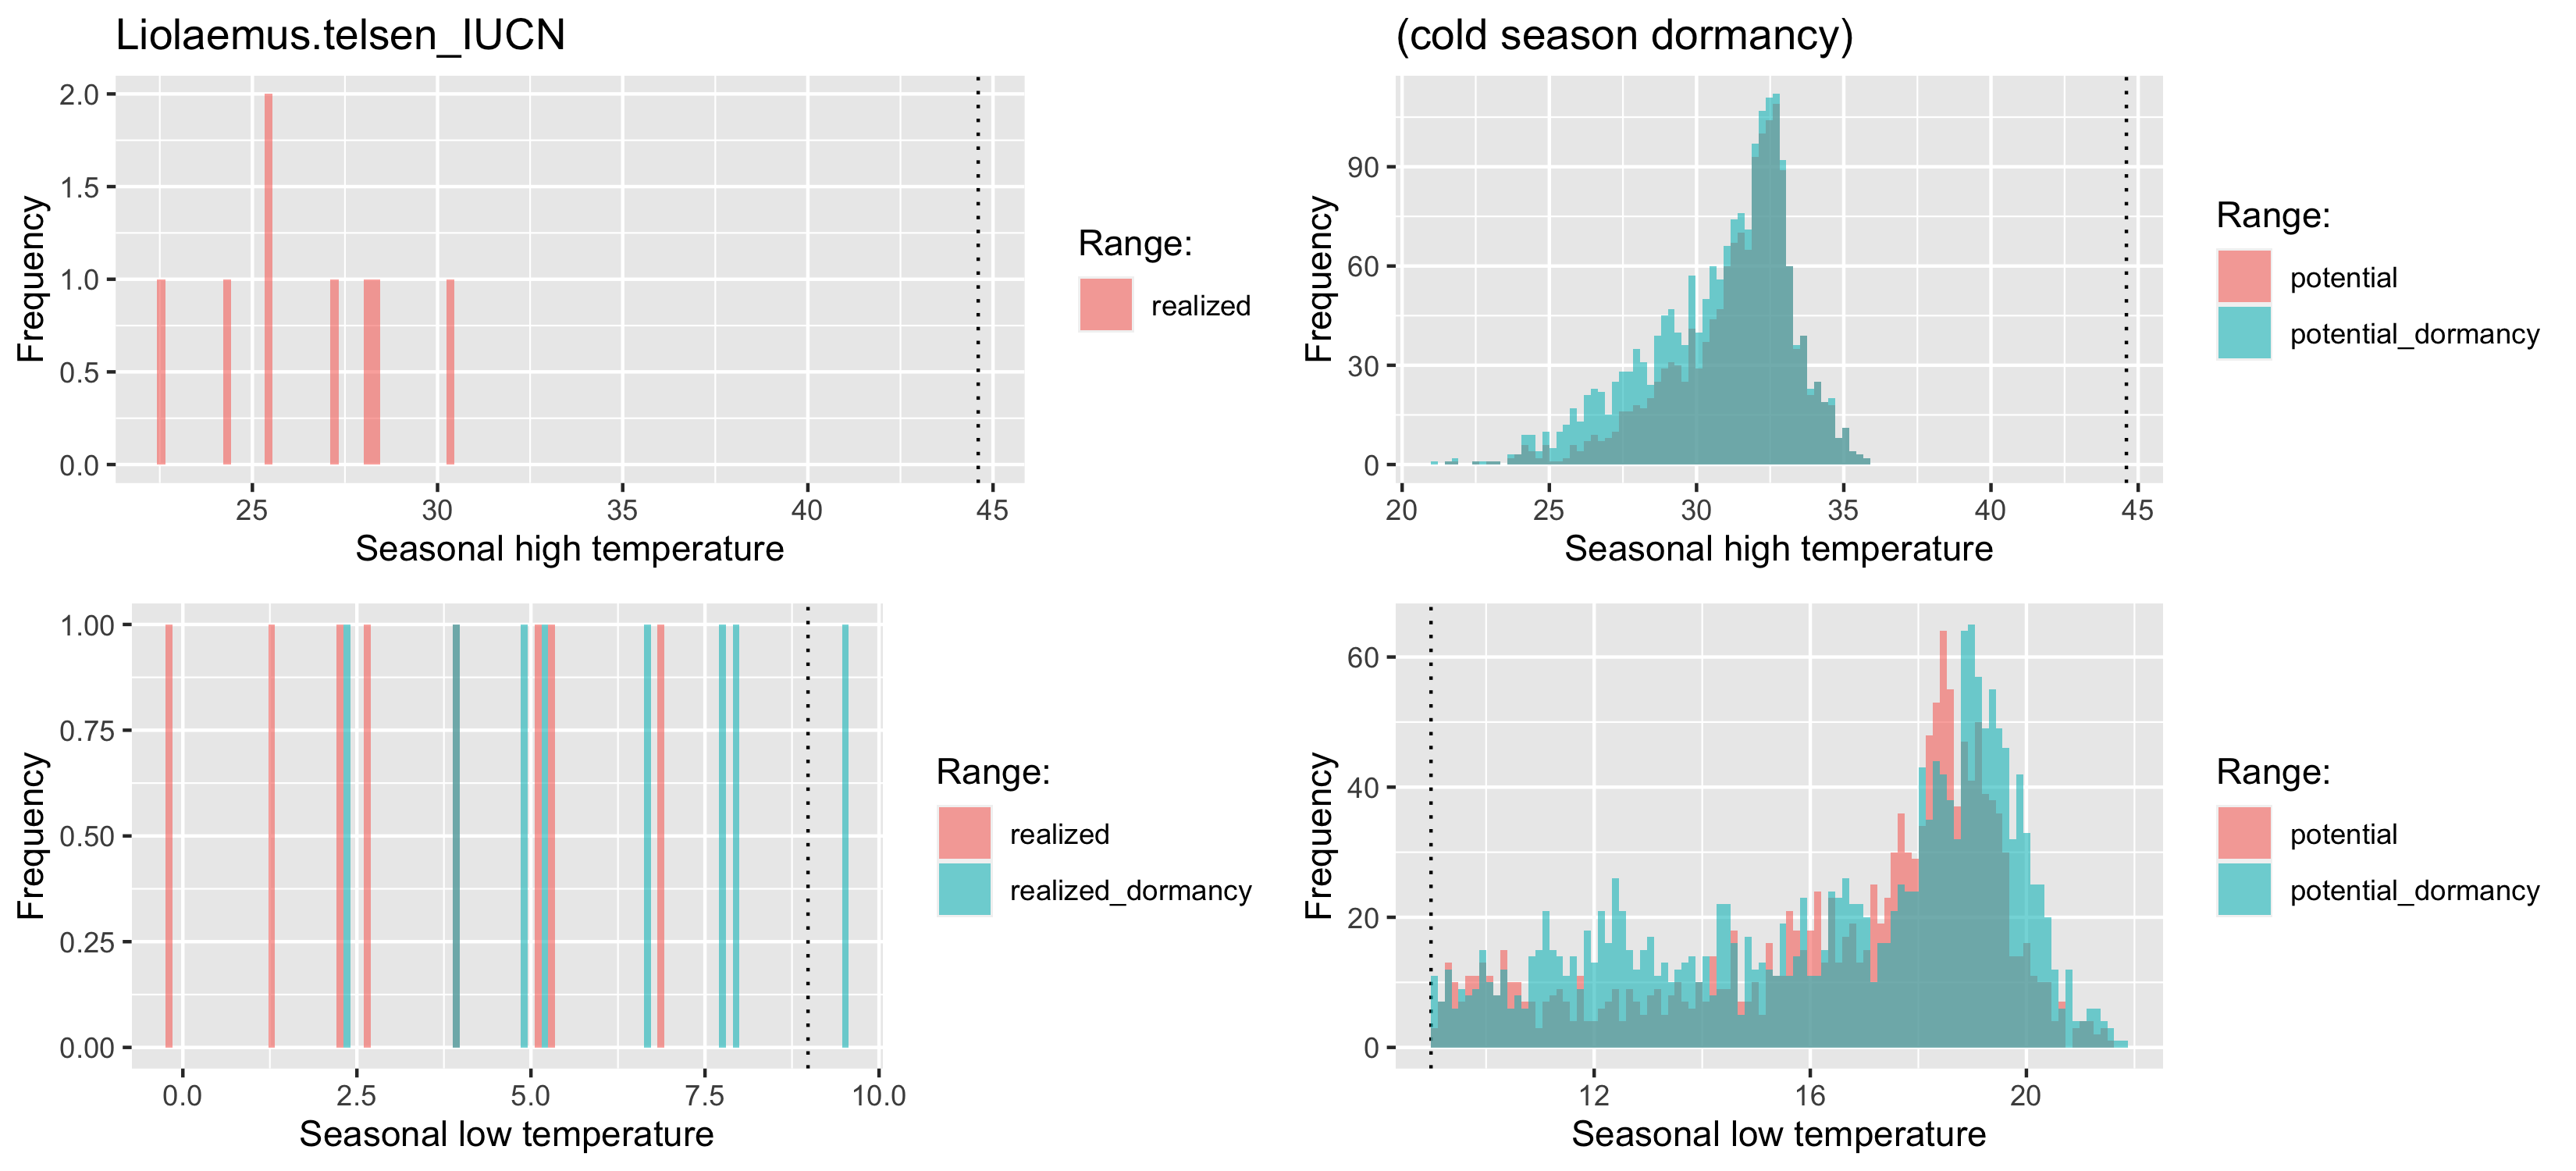 Liolaemus.telsen_IUCN
2.0
1.5
1.0
0.5
0.0
Frequency
25 30 35 40 45
Seasonal high temperature
Range:
realized
(cold season dormancy)
90
60
30
0
Frequency
20 25 30 35 40 45
Seasonal high temperature
Range:
potential
potential_dormancy
1.00
0.75
0.50
0.25
0.00
Frequency
0.0 2.5 5.0 7.5 10.0
Seasonal low temperature
Range:
realized
realized_dormancy
60
40
20
0
Frequency
12 16 20
Seasonal low temperature
Range:
potential
potential_dormancy